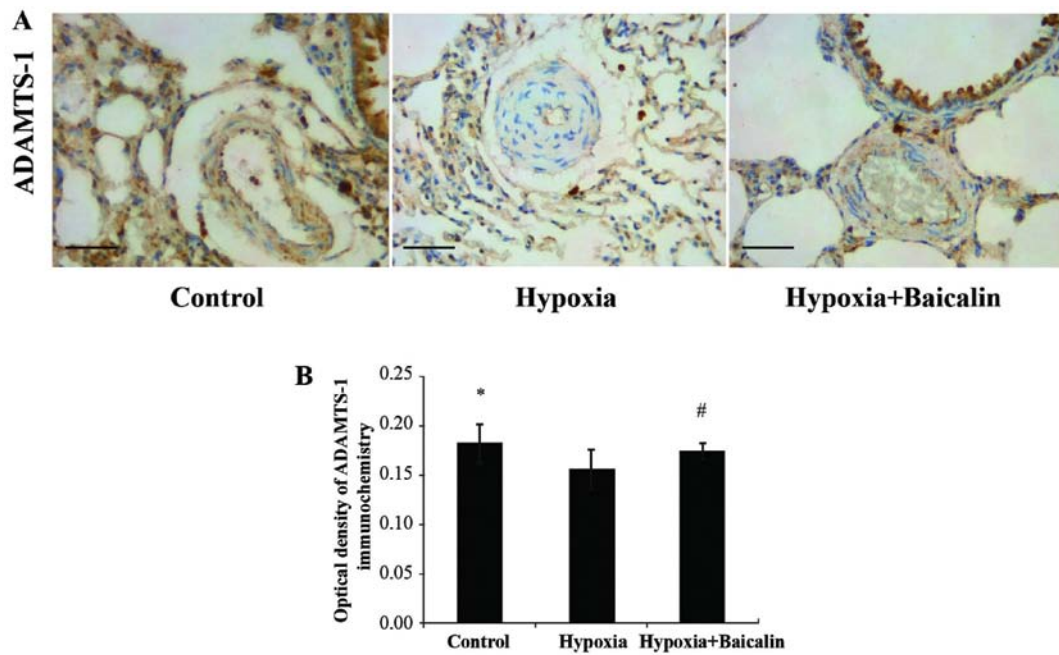 A
ADAMTS-1
Control
Hypoxia
Hypoxia+Baicalin
B
Optical density of ADAMTS-1
immunochemistry
0.25
0.20
0.15
0.10
0.05
0.00
*
#
Control
Hypoxia
Hypoxia+Baicalin